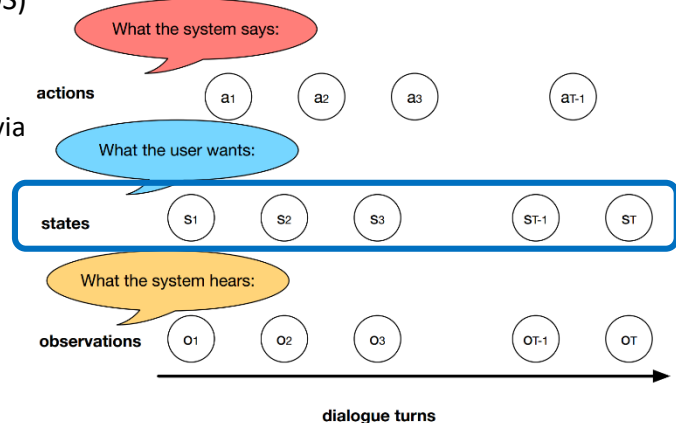 What the system says:
actions
a1 a2 a3 aT-1
via
What the user wants:
states
s1 s2 s3 sT-1 sT
What the system hears:
observations
o1 o2 o3 oT-1 oT
dialogue turns